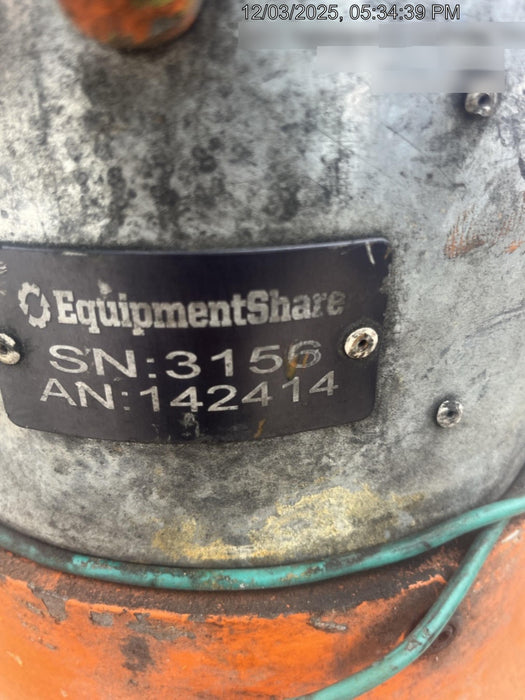 12/03/2025, 05:34:39 PM
EquipmentShare
SN:3156
AN:142414